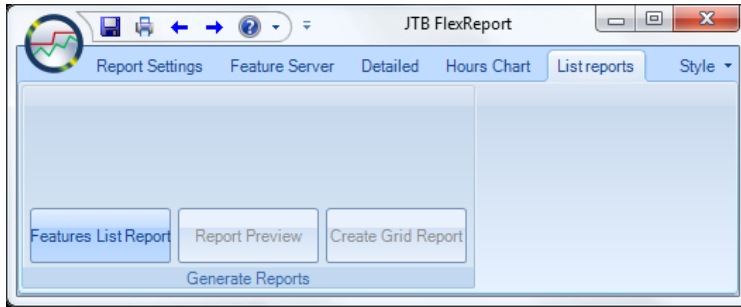 JTB FlexReport
Report Settings Feature Server Detailed Hours Chart List reports Style
Features List Report Report Preview Create Grid Report
Generate Reports